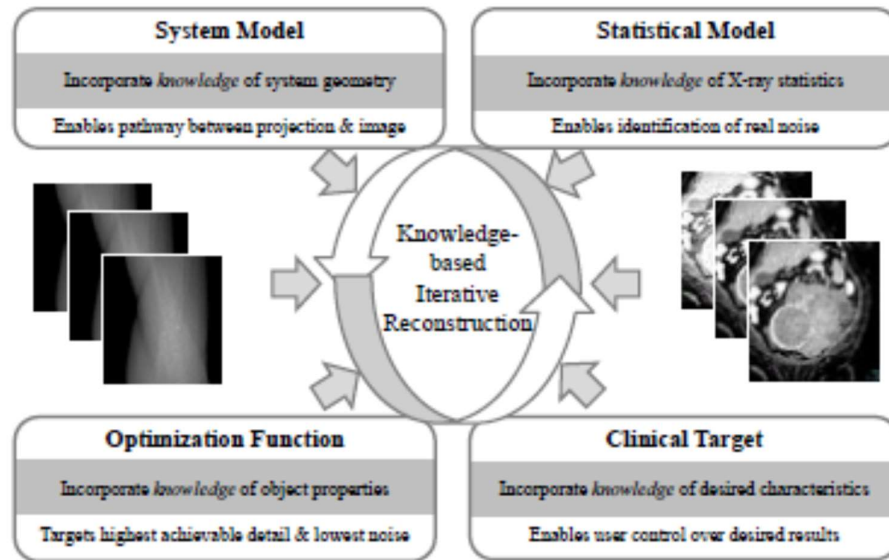 System Model
Incorporate knowledge of system geometry
Enables pathway between projection & image
Statistical Model
Incorporate knowledge of X-ray statistics
Enables identification of real noise
Knowledge-
based
Iterative
Reconstruction
Optimization Function
Incorporate knowledge of object properties
Targets highest achievable detail & lowest noise
Clinical Target
Incorporate knowledge of desired characteristics
Enables user control over desired results